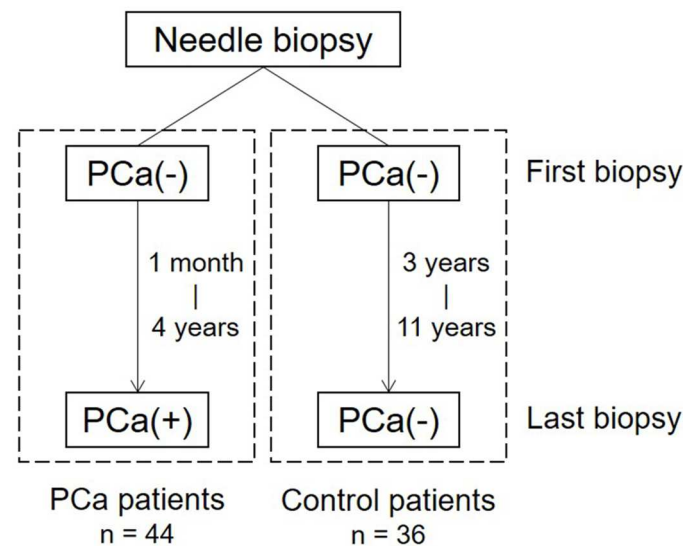 Needle biopsy
PCa(-)
PCa(-)
First biopsy
1 month
|
4 years
3 years
|
11 years
PCa(+)
PCa(-)
Last biopsy
PCa patients
n = 44
Control patients
n = 36